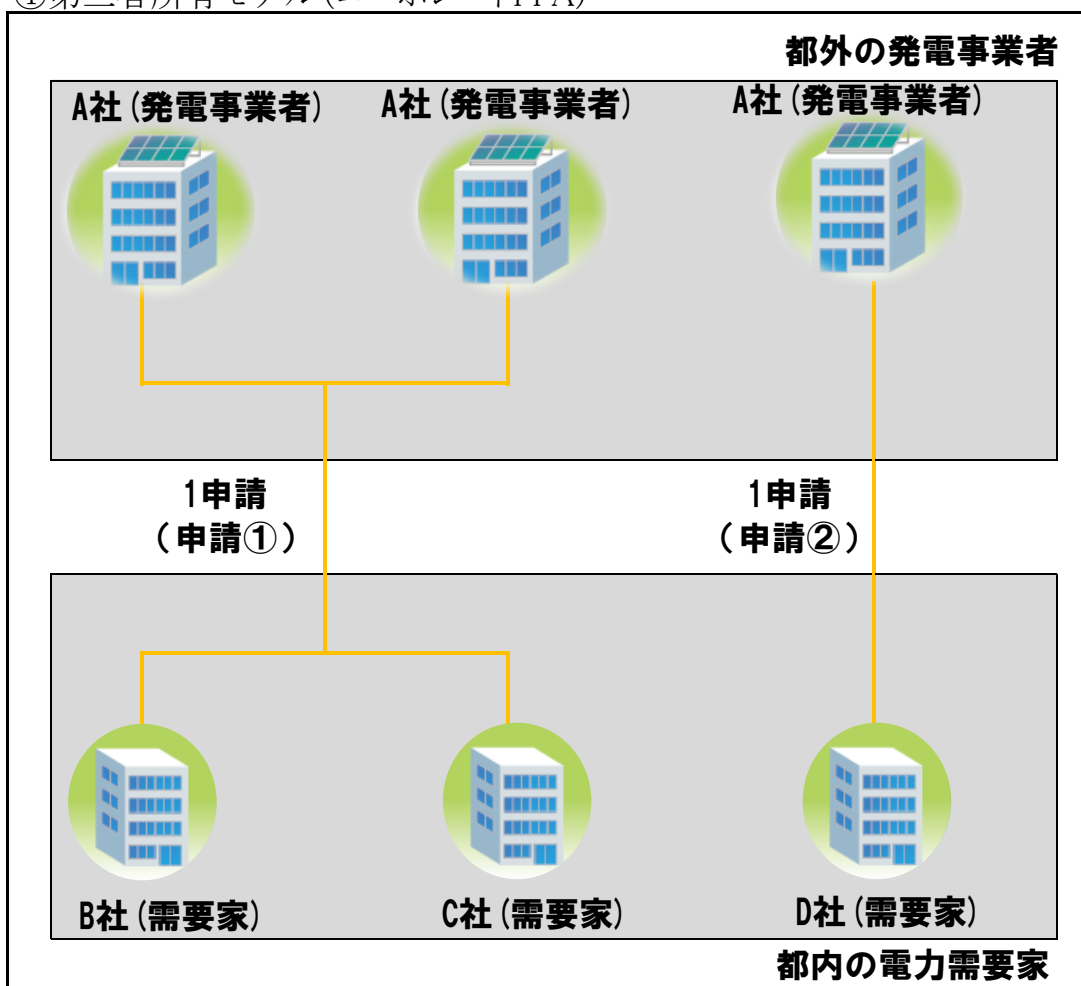 都外の発電事業者
A社(発電事業者)
A社(発電事業者)
A社(発電事業者)
1申請
(申請①)
1申請
(申請②)
B社(需要家)
C社(需要家)
D社(需要家)
都内の電力需要家